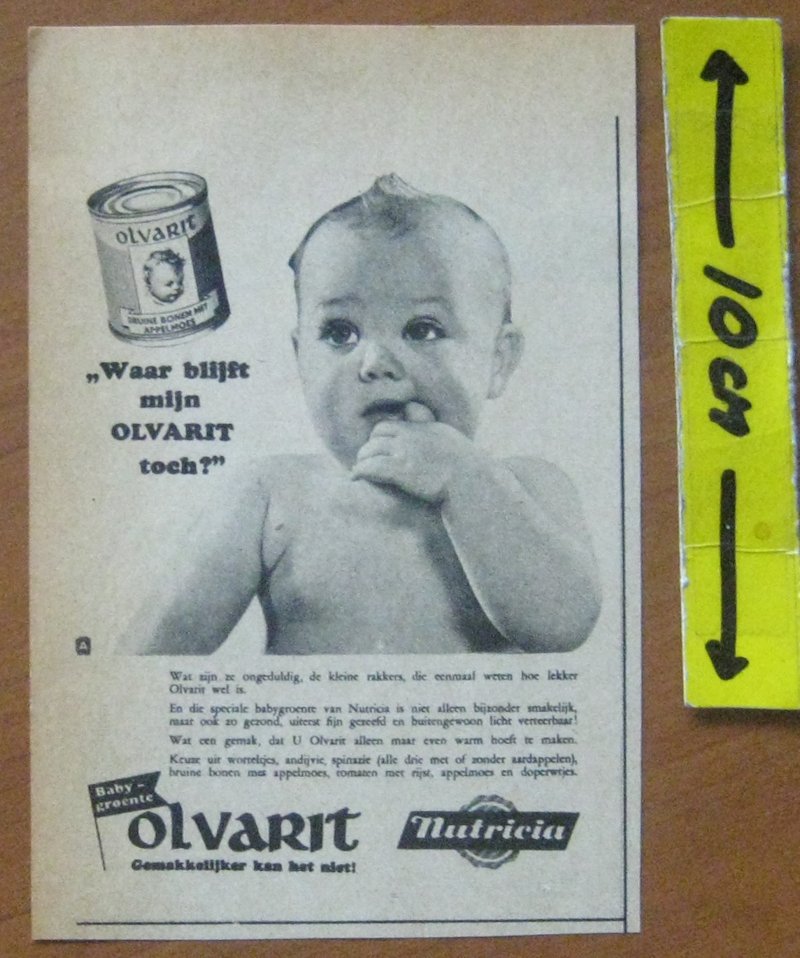 OLVARIT
BRUINE BONEN MET
APPELMOES
„Waar blijft
mijn
OLVARIT
toch?”
A
Wat zijn ze ongeduldig, de kleine rakkers, die eenmaal weten hoe lekker
Olvarit wel is.
En die speciale babygroente van Nutricia is niet alleen bijzonder smakelijk,
maar ook zo gezond, uiterst fijn gezeefd en buitengewoon licht verteerbaar!
Wat een gemak, dat U Olvarit alleen maar even warm hoeft te maken.
Keuze uit worteltjes, andijvie, spinazie (alle drie met of zonder aardappelen),
bruine bonen met appelmoes, tomaten met rijst, appelmoes en doperwtjes.
Baby-
groente
OLVARIT
Gemakkelijker kan het niet!
Nutricia
10CM